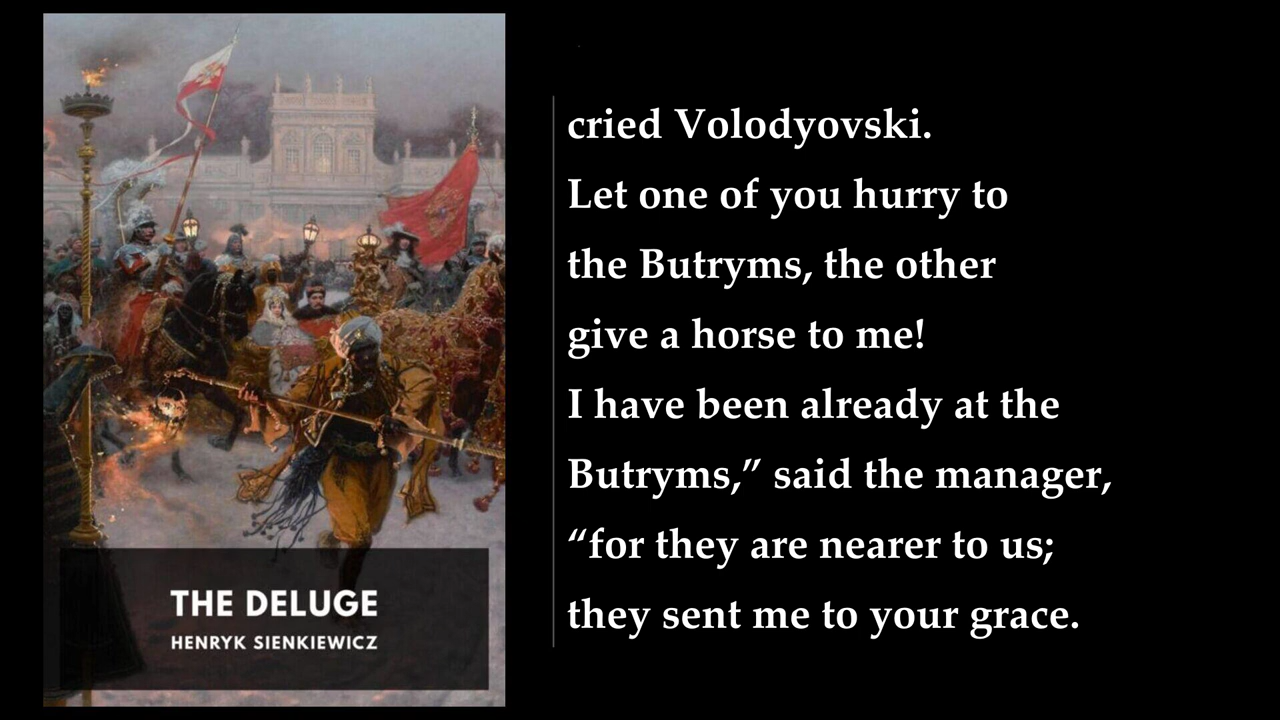 THE DELUGE
HENRYK SIENKIEWICZ
cried Volodyovski.
Let one of you hurry to
the Butryms, the other
give a horse to me!
I have been already at the
Butryms,” said the manager,
“for they are nearer to us;
they sent me to your grace.